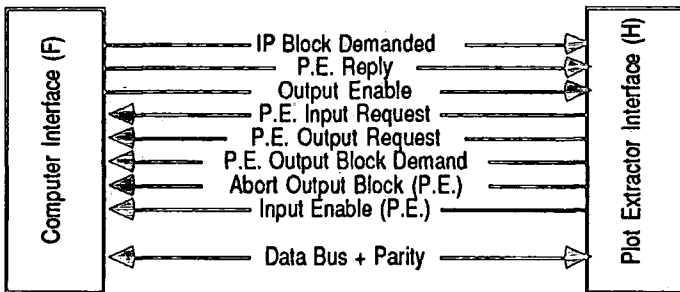 Computer Interface (F)
IP Block Demanded
P.E. Reply
Output Enable
P.E. Input Request
P.E. Output Request
P.E. Output Block Demand
Abort Output Block (P.E.)
Input Enable (P.E.)
Data Bus + Parity
Plot Extractor Interface (H)